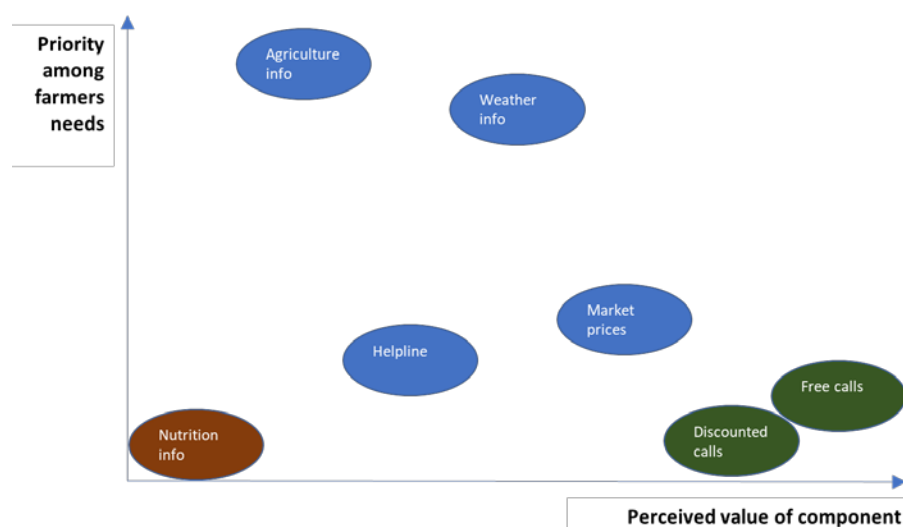 Priority
among
farmers
needs
Agriculture
info
Weather
info
Market
prices
Helpline
Free calls
Nutrition
info
Discounted
calls
Perceived value of component